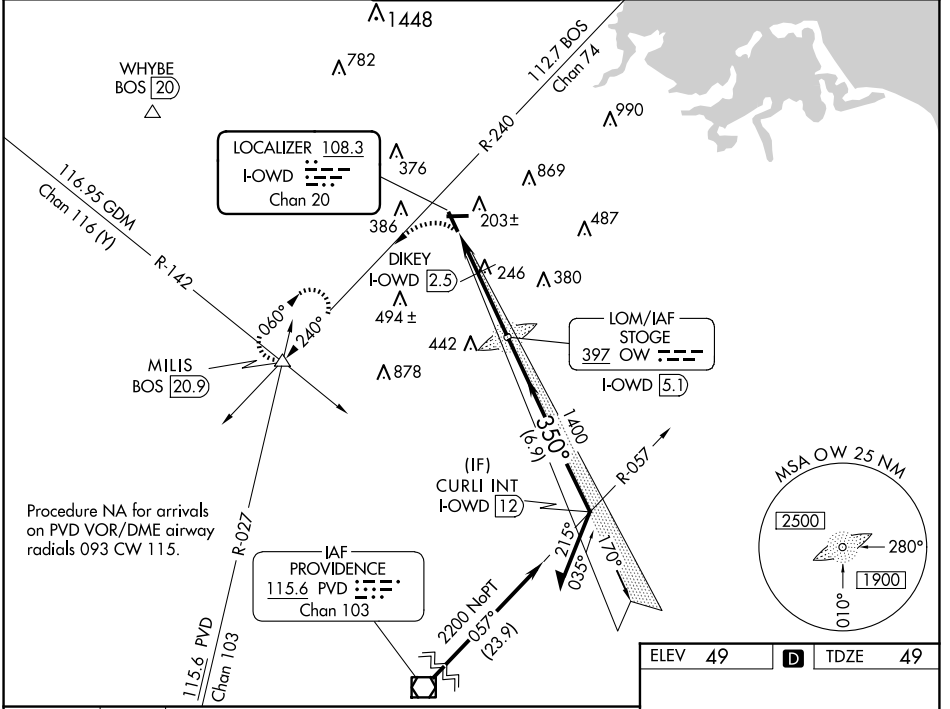 1448
782
WHYBE
BOS 20
112.7 BOS
Chan 74
R-240
990
LOCALIZER 108.3
I-OWD
Chan 20
376
869
116.95 GDM
Chan 116 (Y)
R-142
386
203±
487
DIKEY
I-OWD 2.5
246
380
060°
240°
494 ±
LOM/IAF
STOGE
397 OW
I-OWD 5.1
442
MILIS
BOS 20.9
878
1400
350°
(6.9)
R-057
(IF)
CURLI INT
I-OWD 12
MSA OW 25 NM
2500
280°
1900
010°
Procedure NA for arrivals
on PVD VOR/DME airway
radials 093 CW 115.
R-027
215°
035°
170°
IAF
PROVIDENCE
115.6 PVD
Chan 103
2200 NoPT
057°
(23.9)
115.6 PVD
Chan 103
ELEV 49 D TDZE 49